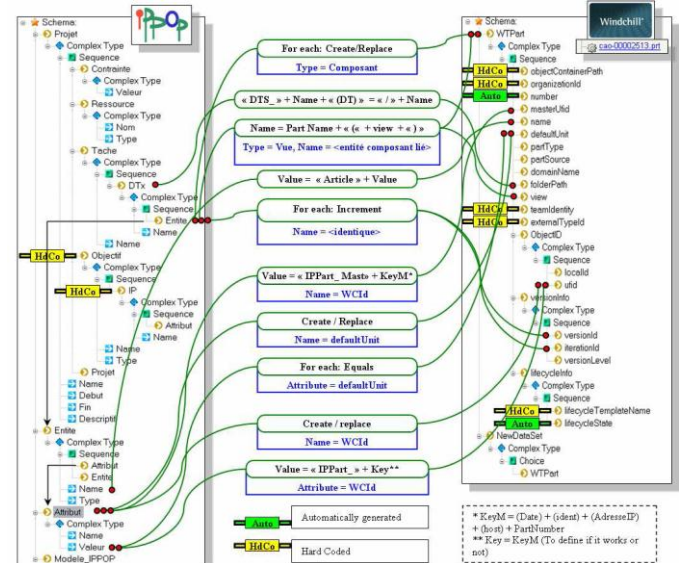 Schema:
Projet
Complex Type
Sequence
Contrainte
Complex Type
Valeur
Ressource
Complex Type
Nom
Type
Tache
Complex Type
Sequence
DTx
Complex Type
Sequence
Entite
Name
Name
HdCo Objectif
Complex Type
Sequence
HdCo IP
Complex Type
Sequence
Attribut
Name
Name
Type
Projet
Name
Debut
Fin
Descriptif
Entite
Complex Type
Sequence
Attribut
Entite
Name
Type
Attribut
Complex Type
Name
Valeur
Modele_IPPOP
IPPOP
For each: Create/Replace
Type = Composant
« DTS_ » + Name + « (DT) » = « / » + Name
Name = Part Name + « (« + view + « ) »
Type = Vue, Name = <entité composant lié>
Value = « Article » + Value
For each: Increment
Name = <identique>
Value = « IPPart_ Mast» + KeyM*
Name = WCId
Create / Replace
Name = defaultUnit
For each: Equals
Attribute = defaultUnit
Create / replace
Name = WCId
Value = « IPPart_ » + Key**
Attribute = WCId
Auto Automatically generated
HdCo Hard Coded
Schema:
WTPart
Complex Type
Sequence
HdCo objectContainerPath
HdCo organizationId
Auto number
masterUfid
name
defaultUnit
partType
partSource
domainName
folderPath
view
HdCo teamIdentity
HdCo externalTypeId
ObjectID
Complex Type
Sequence
localId
ufid
versionInfo
Complex Type
Sequence
versionId
iterationId
versionLevel
lifecycleInfo
Complex Type
Sequence
HdCo lifecycleTemplateName
Auto lifecycleState
NewDataSet
Complex Type
Choice
WTPart
Windchill
cao-00002513.prt
* KeyM = (Date) + (ident) + (AdresseIP)
+ (host) + PartNumber
** Key = KeyM (To define if it works or
not)